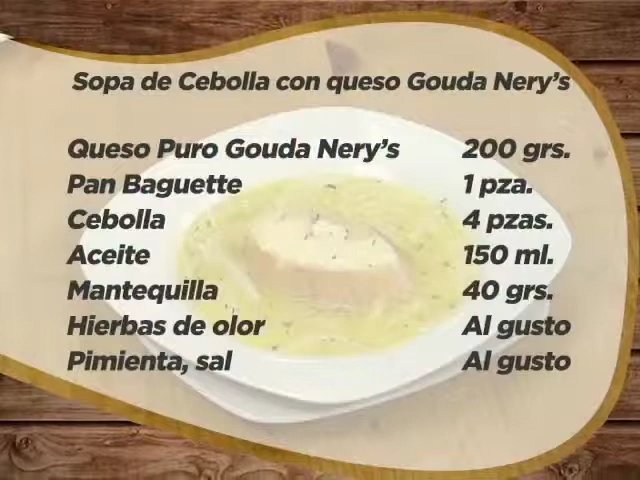 Sopa de Cebolla con queso Gouda Nery's
Queso Puro Gouda Nery's 200 grs.
Pan Baguette 1 pza.
Cebolla 4 pzas.
Aceite 150 ml.
Mantequilla 40 grs.
Hierbas de olor Al gusto
Pimienta, sal Al gusto